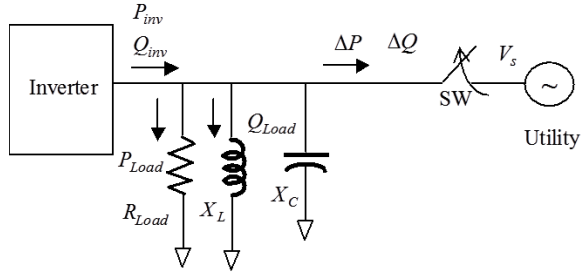 P_inv
Q_inv
ΔP ΔQ
V_s
Inverter
SW
~
Utility
Q_Load
P_Load
R_Load
X_L
X_C